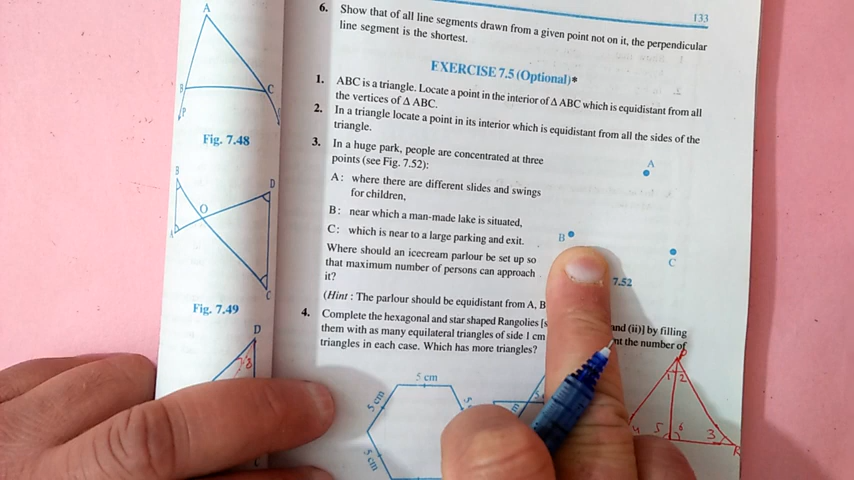 133
6. Show that of all line segments drawn from a given point not on it, the perpendicular
line segment is the shortest.
EXERCISE 7.5 (Optional)*
1. ABC is a triangle. Locate a point in the interior of Δ ABC which is equidistant from all
the vertices of Δ ABC.
2. In a triangle locate a point in its interior which is equidistant from all the sides of the
triangle.
3. In a huge park, people are concentrated at three
points (see Fig. 7.52):
A : where there are different slides and swings
for children,
B : near which a man-made lake is situated,
C : which is near to a large parking and exit.
Where should an icecream parlour be set up so
that maximum number of persons can approach
it?
(Hint : The parlour should be equidistant from A, B
A
B
C
7.52
4. Complete the hexagonal and star shaped Rangolies [s
and (ii)] by filling
them with as many equilateral triangles of side 1 cm
nt the number of
triangles in each case. Which has more triangles?
5 cm
5 cm
5 cm
5
A
B
C
P
Fig. 7.48
B
D
O
A
C
Fig. 7.49
D
8
1 2
4 5 6 3